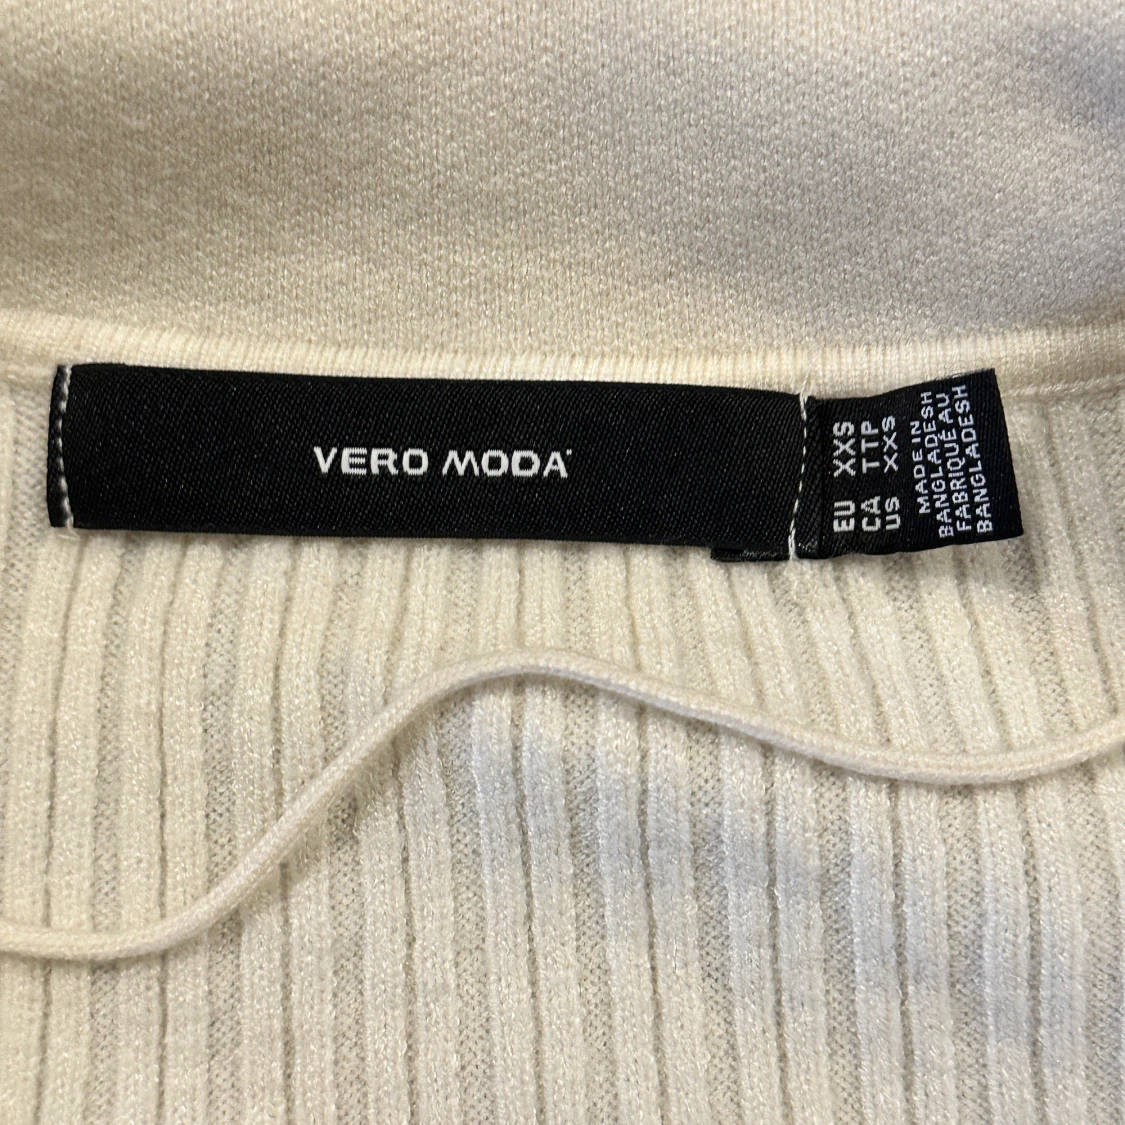 VERO MODA
EU XXS
CA TTP
US XXS
MADE IN
BANGLADESH
FABRIQUÉ AU
BANGLADESH